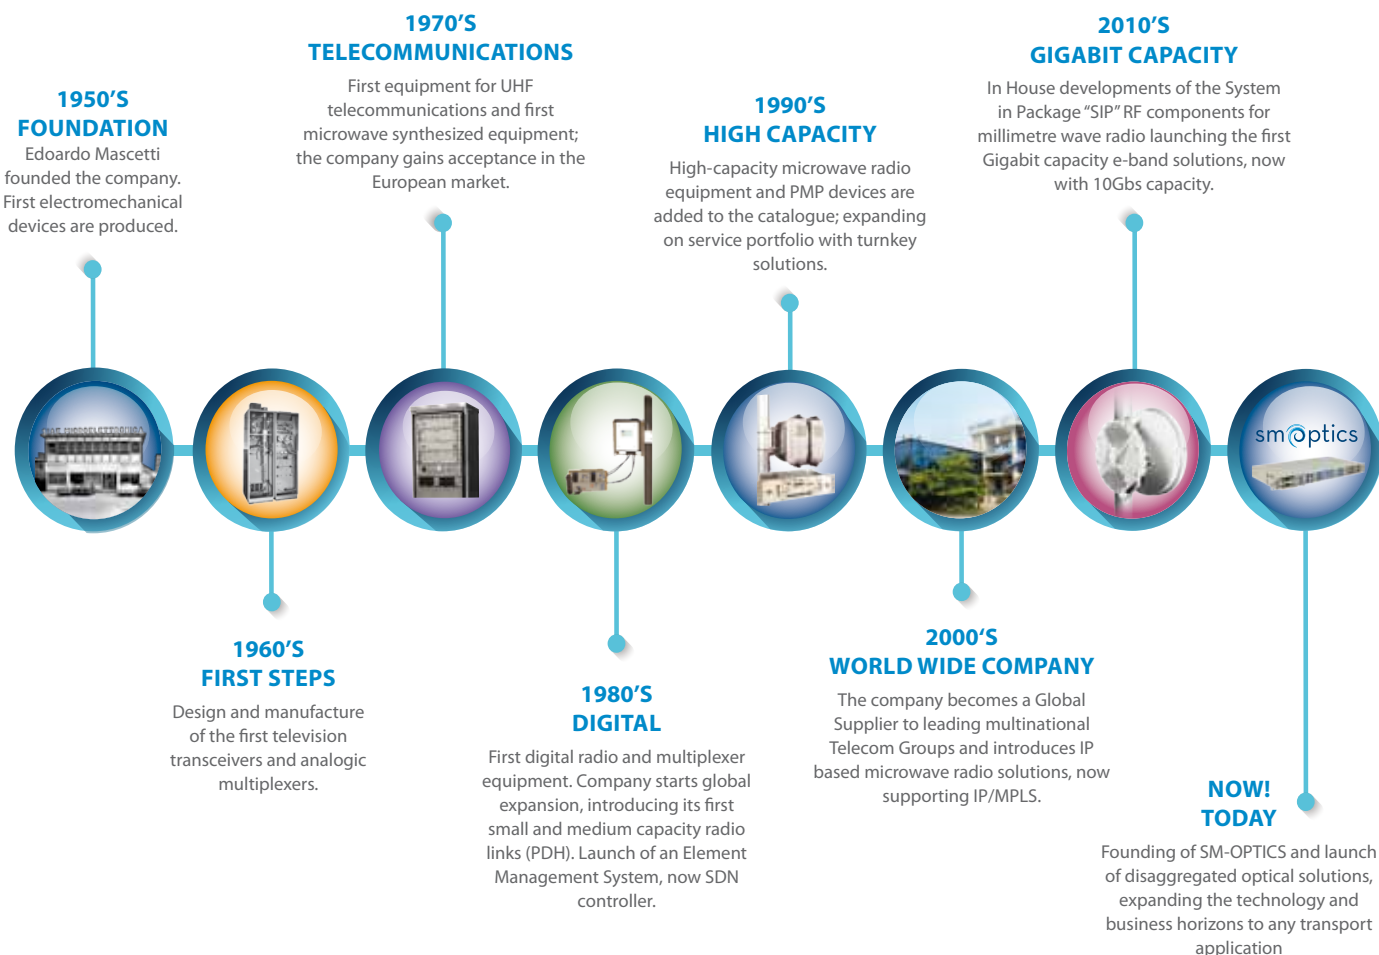 1950'S
FOUNDATION
Edoardo Mascetti
founded the company.
First electromechanical
devices are produced.
1960'S
FIRST STEPS
Design and manufacture
of the first television
transceivers and analogic
multiplexers.
1970'S
TELECOMMUNICATIONS
First equipment for UHF
telecommunications and first
microwave synthesized equipment;
the company gains acceptance in the
European market.
1980'S
DIGITAL
First digital radio and multiplexer
equipment. Company starts global
expansion, introducing its first
small and medium capacity radio
links (PDH). Launch of an Element
Management System, now SDN
controller.
1990'S
HIGH CAPACITY
High-capacity microwave radio
equipment and PMP devices are
added to the catalogue; expanding
on service portfolio with turnkey
solutions.
2000‘S
WORLD WIDE COMPANY
The company becomes a Global
Supplier to leading multinational
Telecom Groups and introduces IP
based microwave radio solutions, now
supporting IP/MPLS.
2010'S
GIGABIT CAPACITY
In House developments of the System
in Package “SIP” RF components for
millimetre wave radio launching the first
Gigabit capacity e-band solutions, now
with 10Gbs capacity.
sm optics
NOW!
TODAY
Founding of SM-OPTICS and launch
of disaggregated optical solutions,
expanding the technology and
business horizons to any transport
application